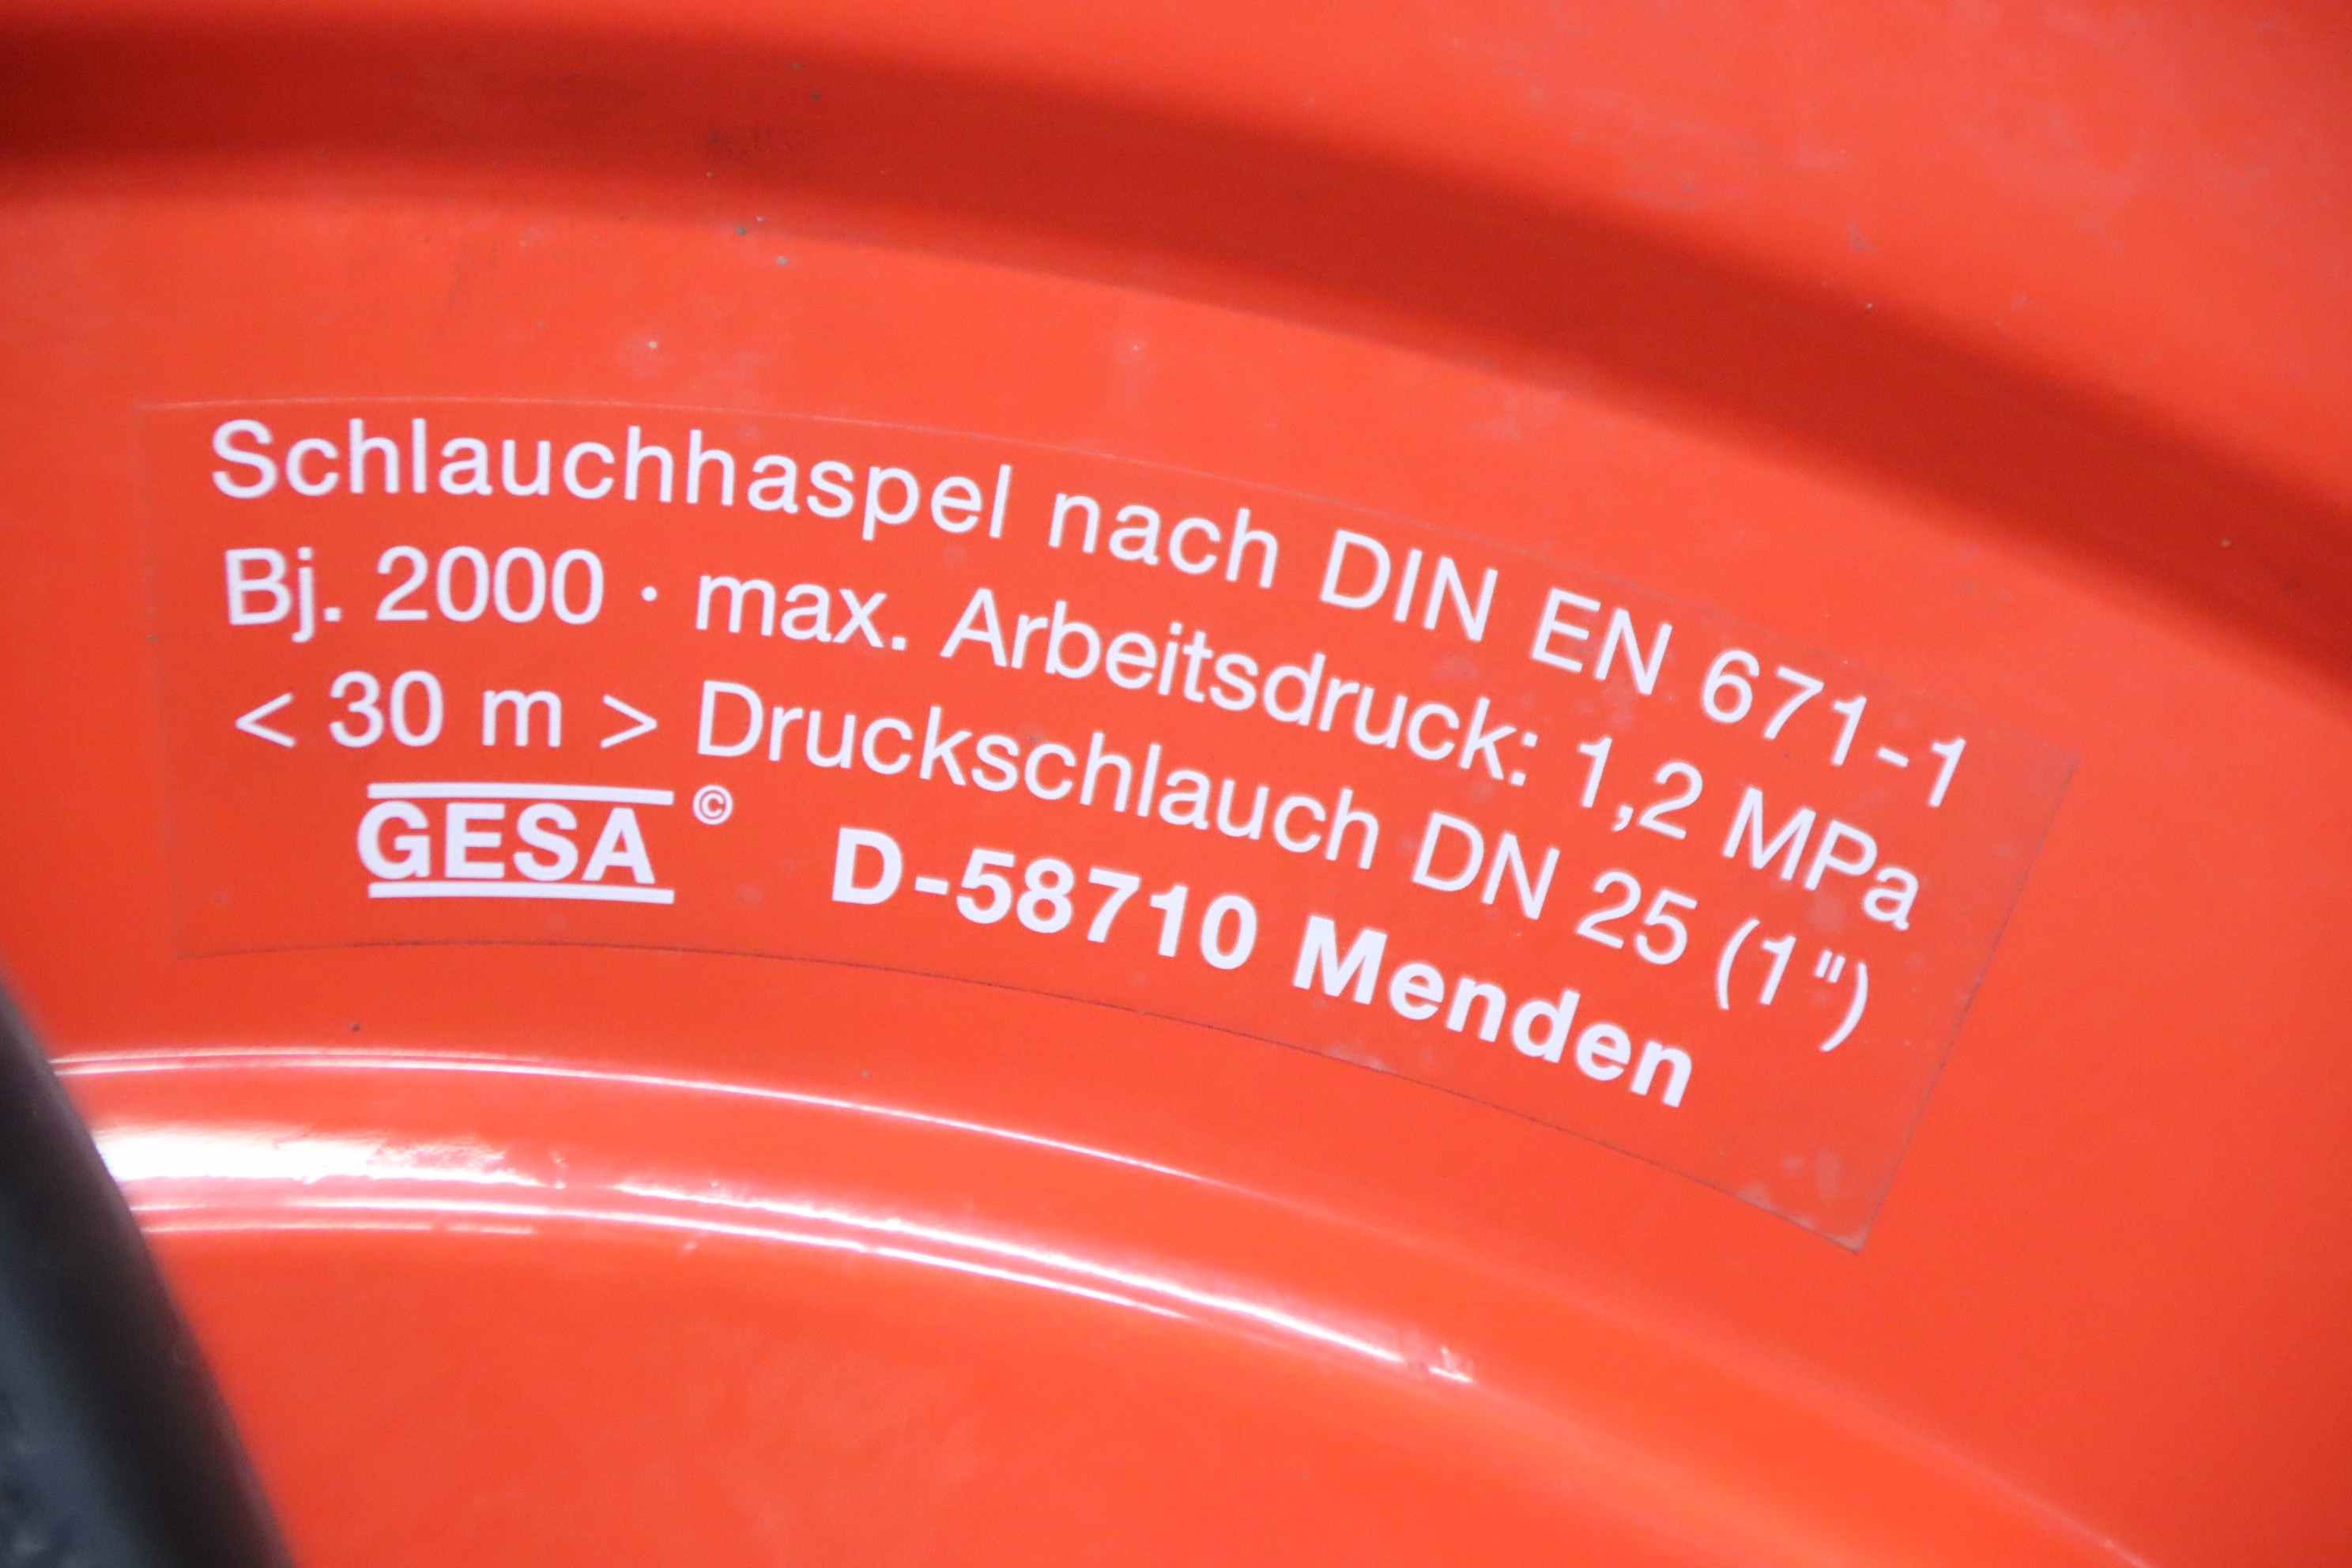 Schlauchhaspel nach DIN EN 671-1
Bj. 2000 · max. Arbeitsdruck: 1,2 MPa
< 30 m > Druckschlauch DN 25 (1")
GESA © D-58710 Menden